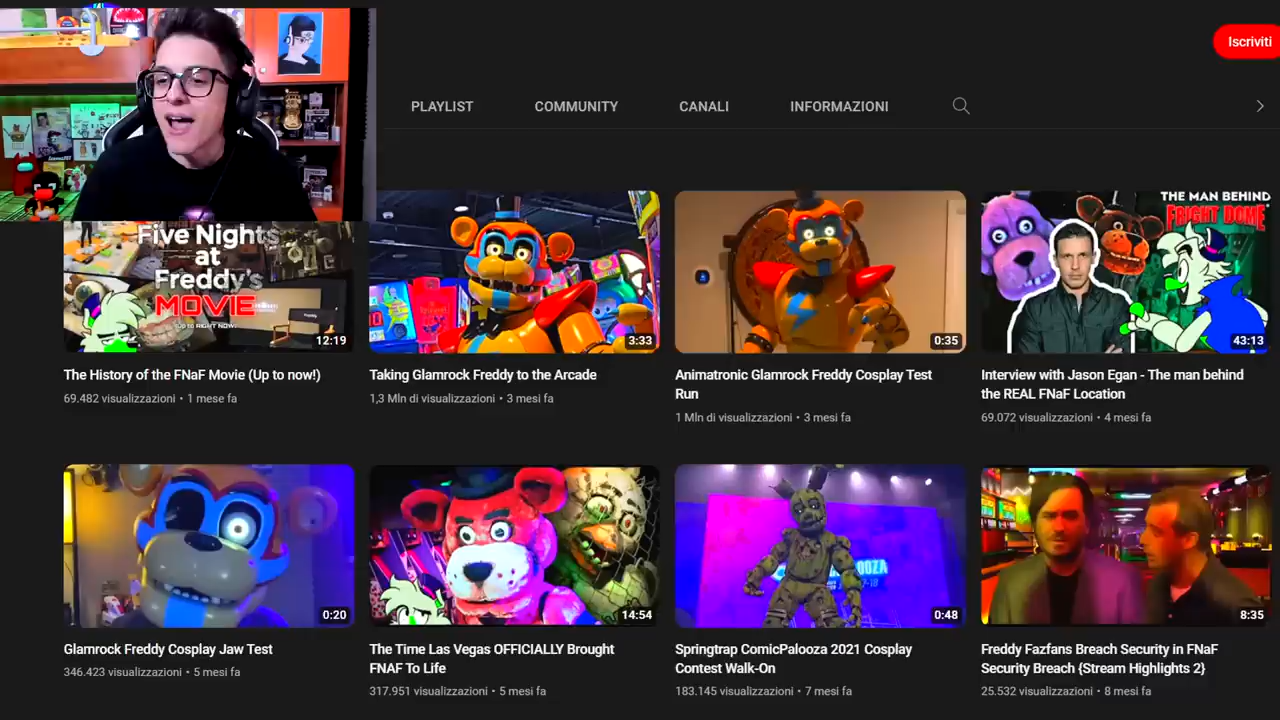 Iscriviti
PLAYLIST
COMMUNITY
CANALI
INFORMAZIONI
Five Nights
at
Freddy's
MOVIE
12:19
3:33
0:35
THE MAN BEHIND
FRIGHT DOME
43:13
The History of the FNaF Movie (Up to now!)
69.482 visualizzazioni • 1 mese fa
Taking Glamrock Freddy to the Arcade
1,3 Mln di visualizzazioni • 3 mesi fa
Animatronic Glamrock Freddy Cosplay Test
Run
1 Mln di visualizzazioni • 3 mesi fa
Interview with Jason Egan - The man behind
the REAL FNaF Location
69.072 visualizzazioni • 4 mesi fa
0:20
14:54
0:48
8:35
Glamrock Freddy Cosplay Jaw Test
346.423 visualizzazioni • 5 mesi fa
The Time Las Vegas OFFICIALLY Brought
FNAF To Life
317.951 visualizzazioni • 5 mesi fa
Springtrap ComicPalooza 2021 Cosplay
Contest Walk-On
183.145 visualizzazioni • 7 mesi fa
Freddy Fazfans Breach Security in FNaF
Security Breach {Stream Highlights 2}
25.532 visualizzazioni • 8 mesi fa